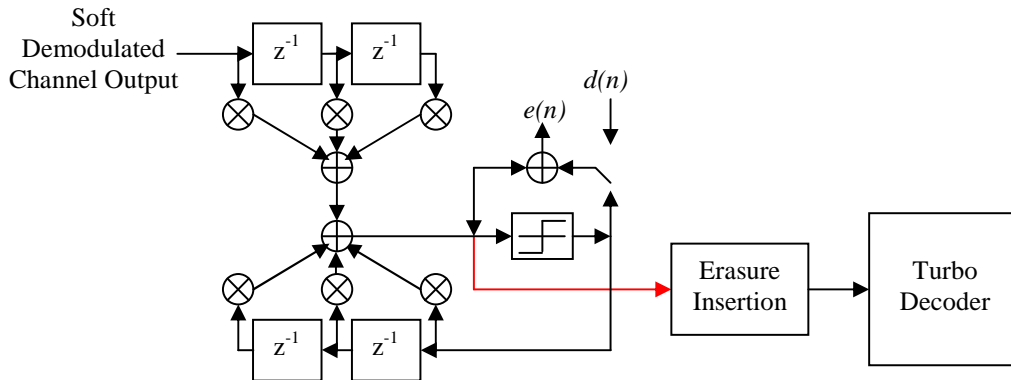 Soft
Demodulated
Channel Output
z⁻¹
z⁻¹
d(n)
e(n)
Erasure
Insertion
Turbo
Decoder
z⁻¹
z⁻¹